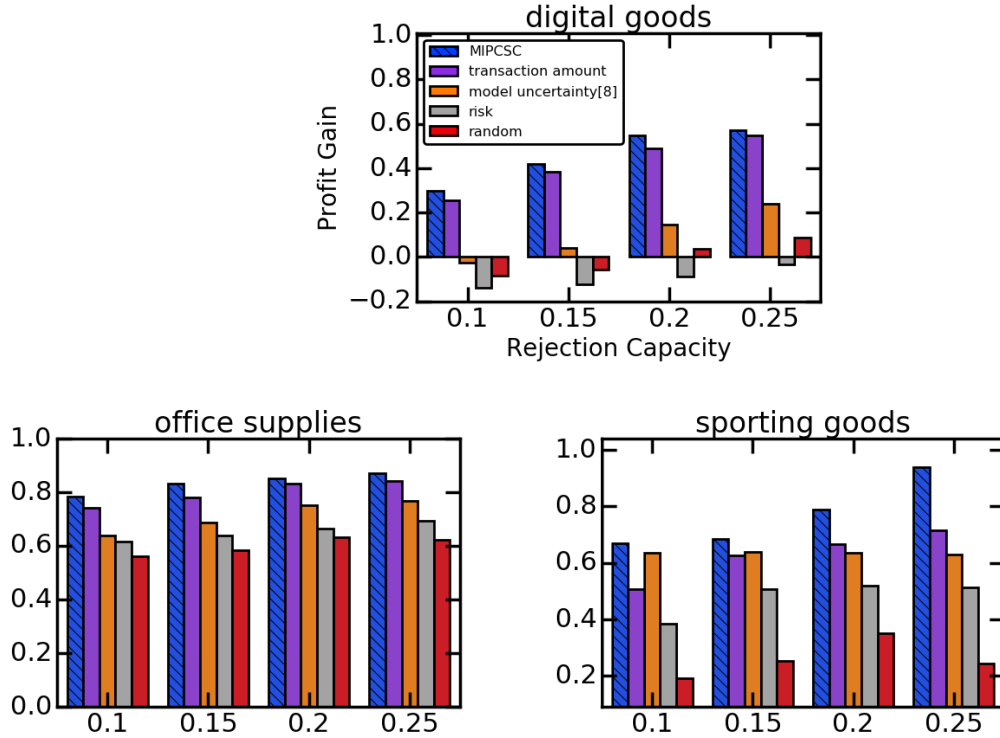 digital goods
1.0
0.8
0.6
0.4
0.2
0.0
−0.2
Profit Gain
MIPCSC
transaction amount
model uncertainty[8]
risk
random
0.1 0.15 0.2 0.25
Rejection Capacity
office supplies
1.0
0.8
0.6
0.4
0.2
0.0
0.1 0.15 0.2 0.25
sporting goods
1.0
0.8
0.6
0.4
0.2
0.1 0.15 0.2 0.25